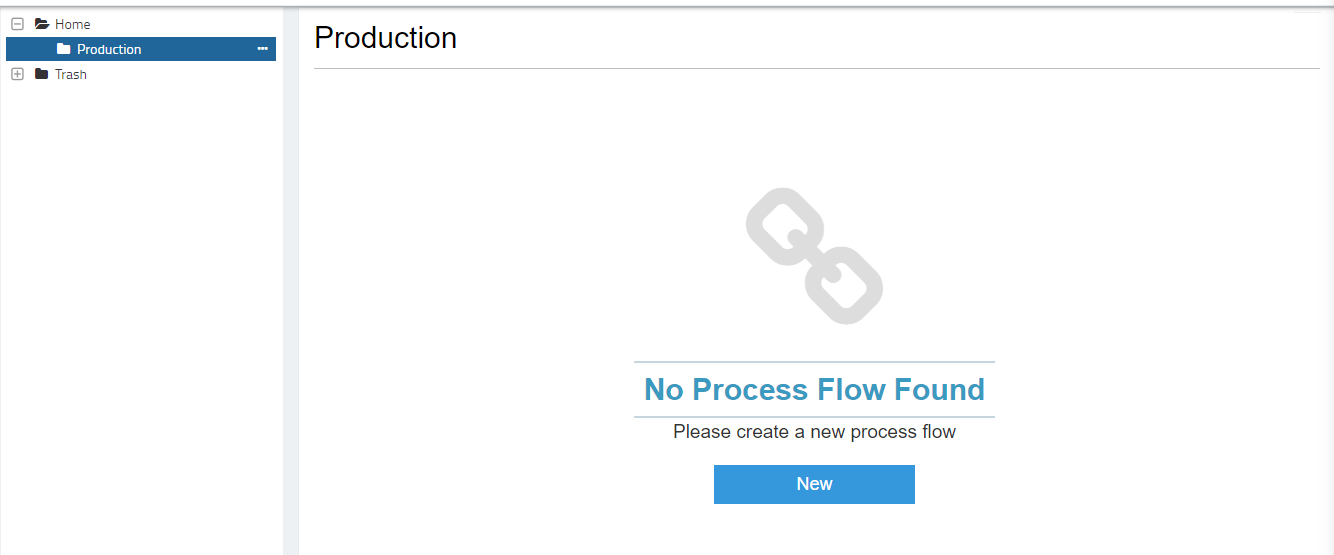 Home
Production
Trash
Production
No Process Flow Found
Please create a new process flow
New